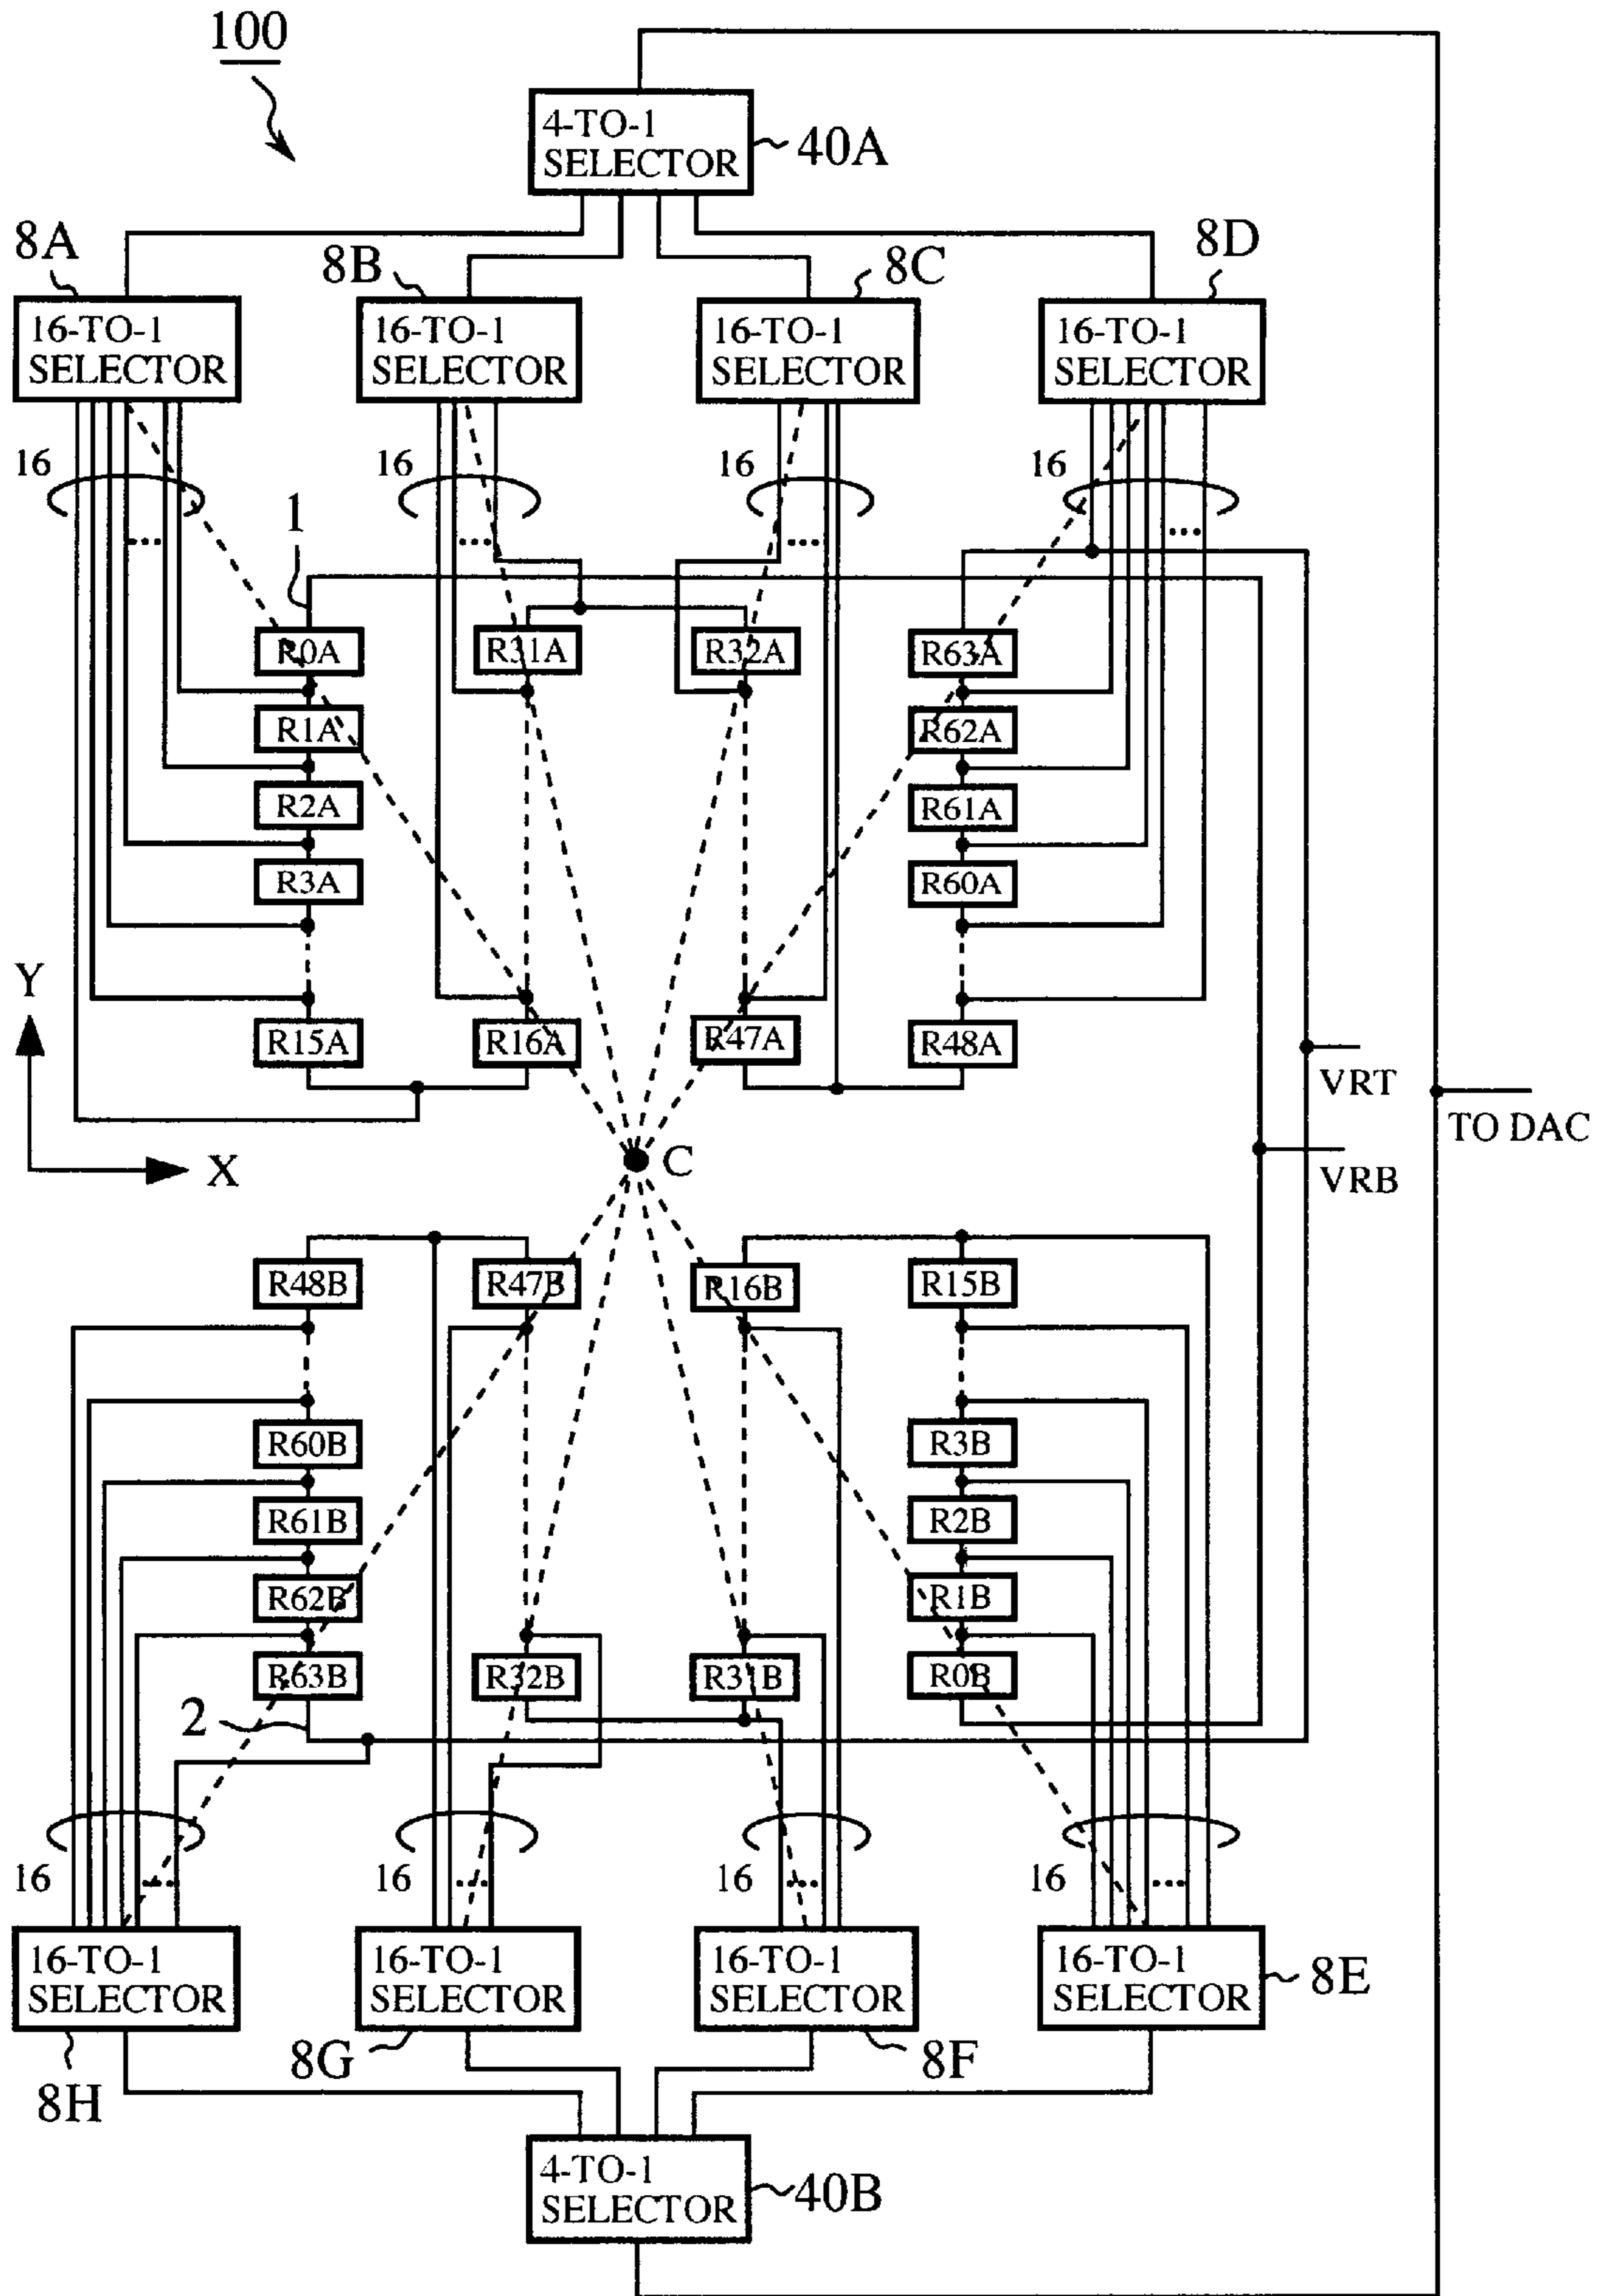 100
4-TO-1
SELECTOR
40A
8A
8B
8C
8D
16-TO-1
SELECTOR
16-TO-1
SELECTOR
16-TO-1
SELECTOR
16-TO-1
SELECTOR
16
16
16
16
...
...
...
...
1
R0A
R31A
R32A
R63A
R1A
R62A
R2A
R61A
R3A
R60A
Y
R15A
R16A
R47A
R48A
VRT
TO DAC
X
C
VRB
R48B
R47B
R16B
R15B
R60B
R3B
R61B
R2B
R62B
R1B
R63B
R32B
R31B
R0B
2
16
16
16
16
...
...
...
...
16-TO-1
SELECTOR
16-TO-1
SELECTOR
16-TO-1
SELECTOR
16-TO-1
SELECTOR
8E
8H
8G
8F
4-TO-1
SELECTOR
40B